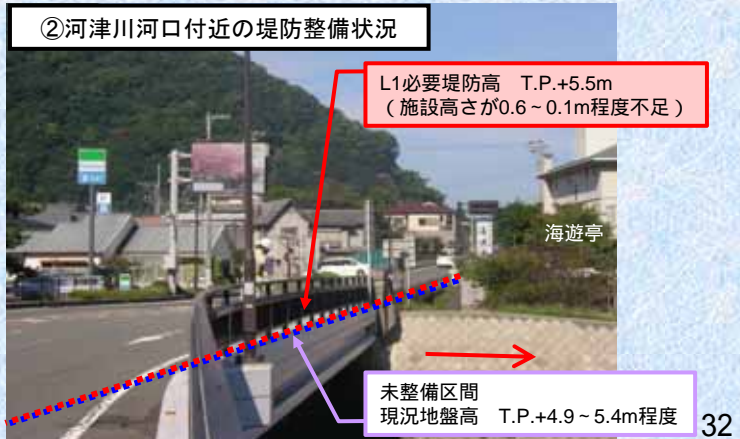 ②河津川河口付近の堤防整備状況
L1必要堤防高　T.P.+5.5m
（施設高さが0.6～0.1m程度不足）
海遊亭
未整備区間
現況地盤高　T.P.+4.9～5.4m程度
32